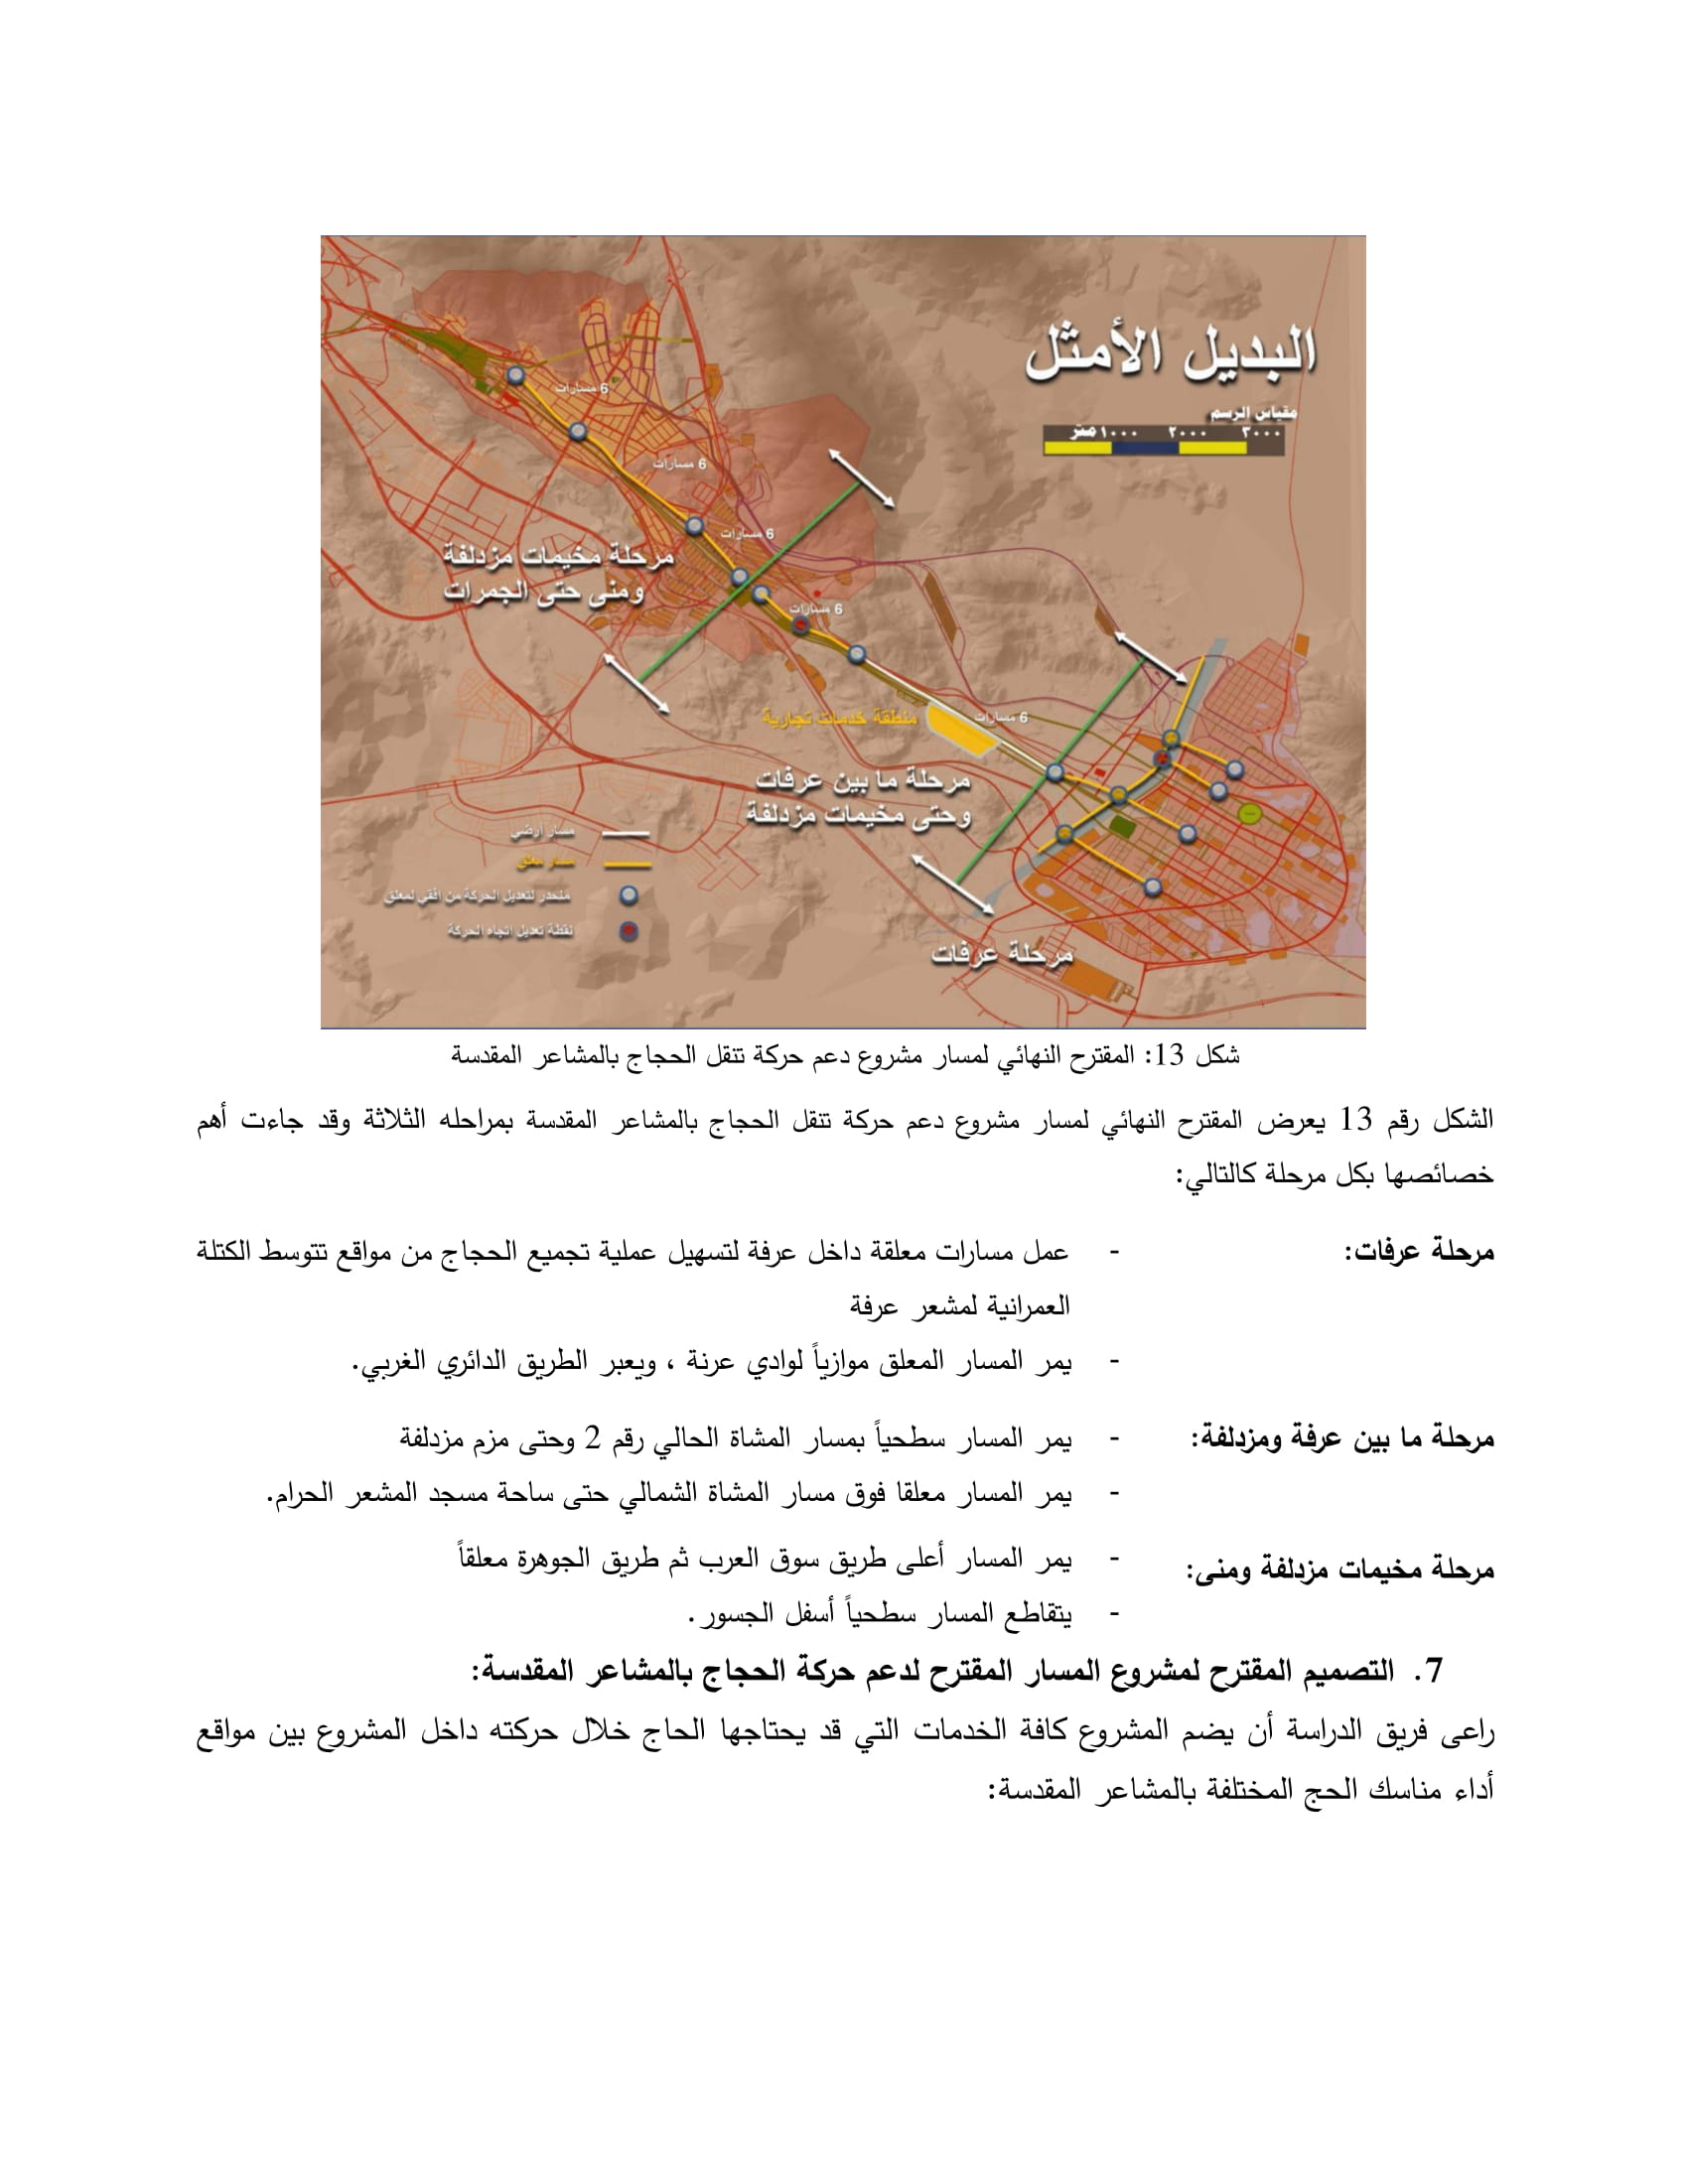 البديل الأمثل
مقياس الرسم
١٠٠٠ متر ٢٠٠٠ ٣٠٠٠
6 مسارات
6 مسارات
6 مسارات
مرحلة مخيمات مزدلفة
ومنى حتى الجمرات
6 مسارات
منطقة خدمات تجارية
6 مسارات
مرحلة ما بين عرفات
وحتى مخيمات مزدلفة
مسار أرضي
مسار معلق
منحدر لتعديل الحركة من افقي لمعلق
نقطة تعديل اتجاه الحركة
مرحلة عرفات
شكل 13: المقترح النهائي لمسار مشروع دعم حركة تنقل الحجاج بالمشاعر المقدسة
الشكل رقم 13 يعرض المقترح النهائي لمسار مشروع دعم حركة تنقل الحجاج بالمشاعر المقدسة بمراحله الثلاثة وقد جاءت أهم
خصائصها بكل مرحلة كالتالي:
مرحلة عرفات: - عمل مسارات معلقة داخل عرفة لتسهيل عملية تجميع الحجاج من مواقع تتوسط الكتلة
العمرانية لمشعر عرفة
- يمر المسار المعلق موازياً لوادي عرنة ، ويعبر الطريق الدائري الغربي.
مرحلة ما بين عرفة ومزدلفة: - يمر المسار سطحياً بمسار المشاة الحالي رقم 2 وحتى مزم مزدلفة
- يمر المسار معلقا فوق مسار المشاة الشمالي حتى ساحة مسجد المشعر الحرام.
مرحلة مخيمات مزدلفة ومنى: - يمر المسار أعلى طريق سوق العرب ثم طريق الجوهرة معلقاً
- يتقاطع المسار سطحياً أسفل الجسور.
7. التصميم المقترح لمشروع المسار المقترح لدعم حركة الحجاج بالمشاعر المقدسة:
راعى فريق الدراسة أن يضم المشروع كافة الخدمات التي قد يحتاجها الحاج خلال حركته داخل المشروع بين مواقع
أداء مناسك الحج المختلفة بالمشاعر المقدسة: